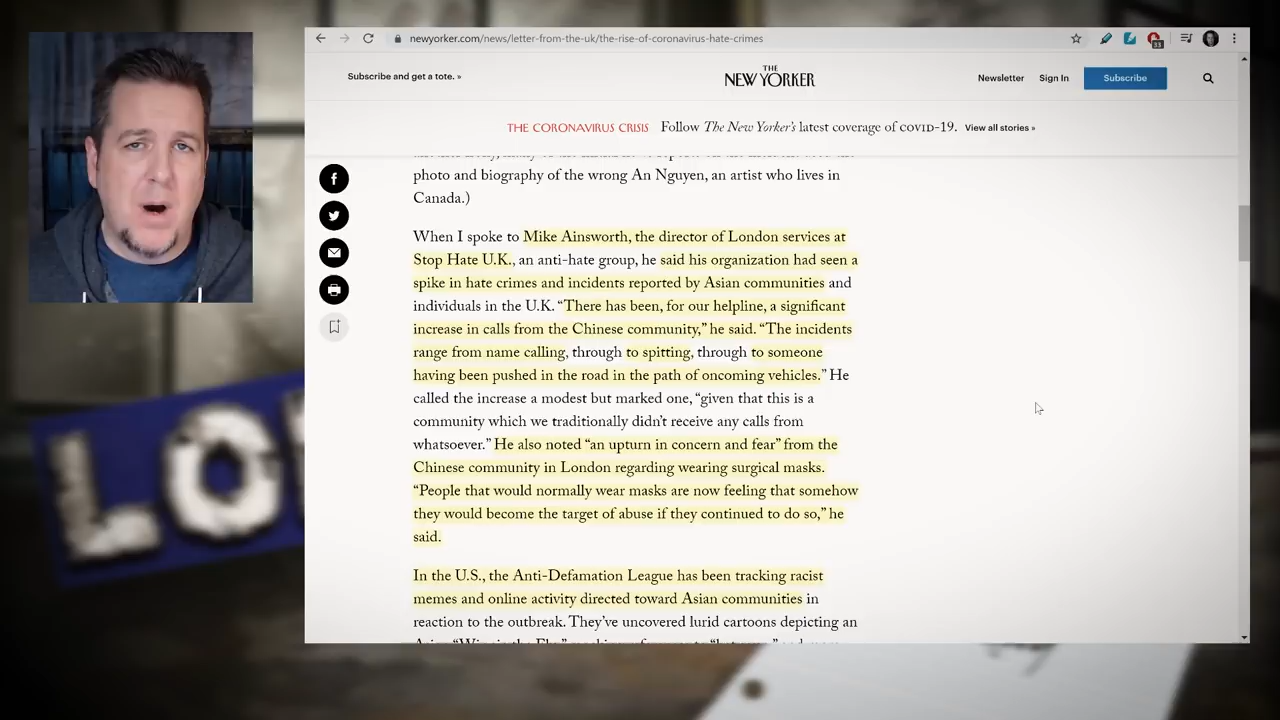 newyorker.com/news/letter-from-the-uk/the-rise-of-coronavirus-hate-crimes
33
Subscribe and get a tote. »
THE
NEW YORKER
Newsletter
Sign In
Subscribe
THE CORONAVIRUS CRISIS Follow The New Yorker's latest coverage of COVID-19. View all stories »
photo and biography of the wrong An Nguyen, an artist who lives in
Canada.)
When I spoke to Mike Ainsworth, the director of London services at
Stop Hate U.K., an anti-hate group, he said his organization had seen a
spike in hate crimes and incidents reported by Asian communities and
individuals in the U.K. “There has been, for our helpline, a significant
increase in calls from the Chinese community,” he said. “The incidents
range from name calling, through to spitting, through to someone
having been pushed in the road in the path of oncoming vehicles.” He
called the increase a modest but marked one, “given that this is a
community which we traditionally didn’t receive any calls from
whatsoever.” He also noted “an upturn in concern and fear” from the
Chinese community in London regarding wearing surgical masks.
“People that would normally wear masks are now feeling that somehow
they would become the target of abuse if they continued to do so,” he
said.
In the U.S., the Anti-Defamation League has been tracking racist
memes and online activity directed toward Asian communities in
reaction to the outbreak. They’ve uncovered lurid cartoons depicting an
LO